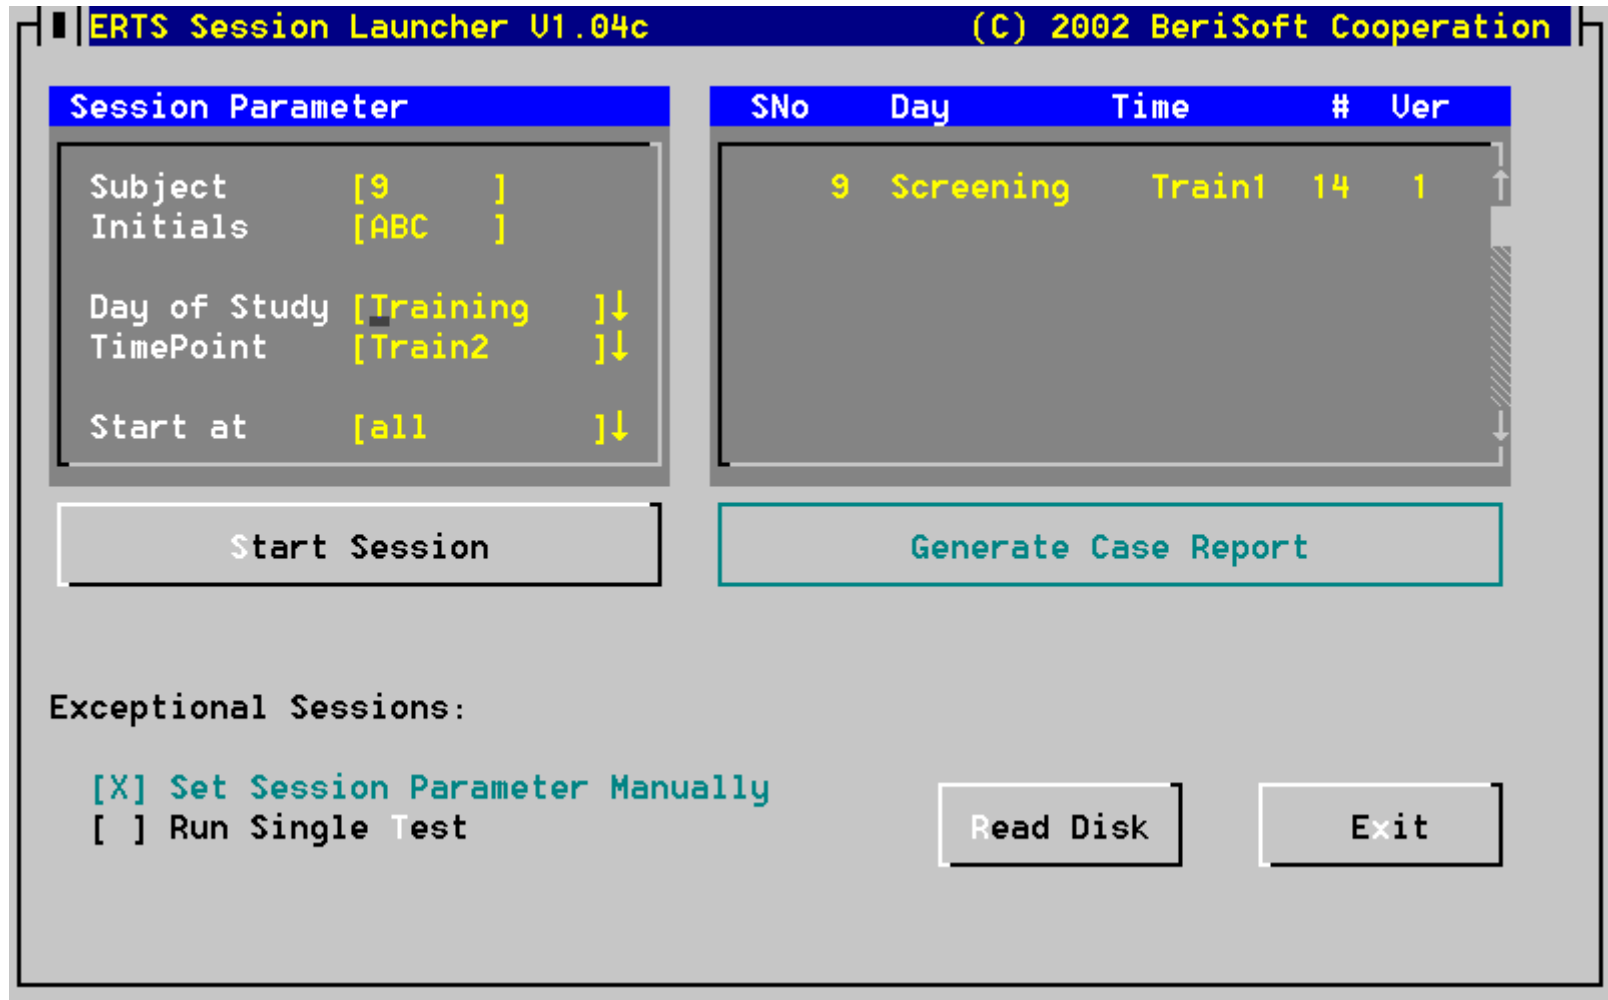 ERTS Session Launcher V1.04c (C) 2002 BeriSoft Cooperation
Session Parameter
Subject [9 ]
Initials [ABC ]
Day of Study [Training ]↓
TimePoint [Train2 ]↓
Start at [all ]↓
SNo Day Time # Ver
9 Screening Train1 14 1
Start Session
Generate Case Report
Exceptional Sessions:
[X] Set Session Parameter Manually
[ ] Run Single Test
Read Disk
Exit